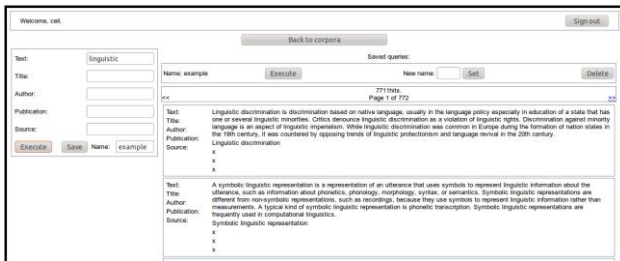 Welcome, cell.
Sign out
Back to corpora
Text: linguistic
Title:
Author:
Publication:
Source:
Execute Save Name: example
Saved queries:
Name: example Execute New name: Set Delete
7711hits.
<< Page 1 of 772 >>
Text: Linguistic discrimination is discrimination based on native language, usually in the language policy especially in education of a state that has
Title: one or several linguistic minorities. Critics denounce linguistic discrimination as a violation of linguistic rights. Discrimination against minority
Author: language is an aspect of linguistic imperialism. While linguistic discrimination was common in Europe during the formation of nation states in
Publication: the 19th century, it was countered by opposing trends of linguistic protectionism and language revival in the 20th century.
Source: Linguistic discrimination
x
x
x
Text: A symbolic linguistic representation is a representation of an utterance that uses symbols to represent linguistic information about the
Title: utterance, such as information about phonetics, phonology, morphology, syntax, or semantics. Symbolic linguistic representations are
Author: different from non-symbolic representations, such as recordings, because they use symbols to represent linguistic information rather than
Publication: measurements. A typical kind of symbolic linguistic representation is phonetic transcription. Symbolic linguistic representations are
Source: frequently used in computational linguistics.
Symbolic linguistic representation
x
x
x